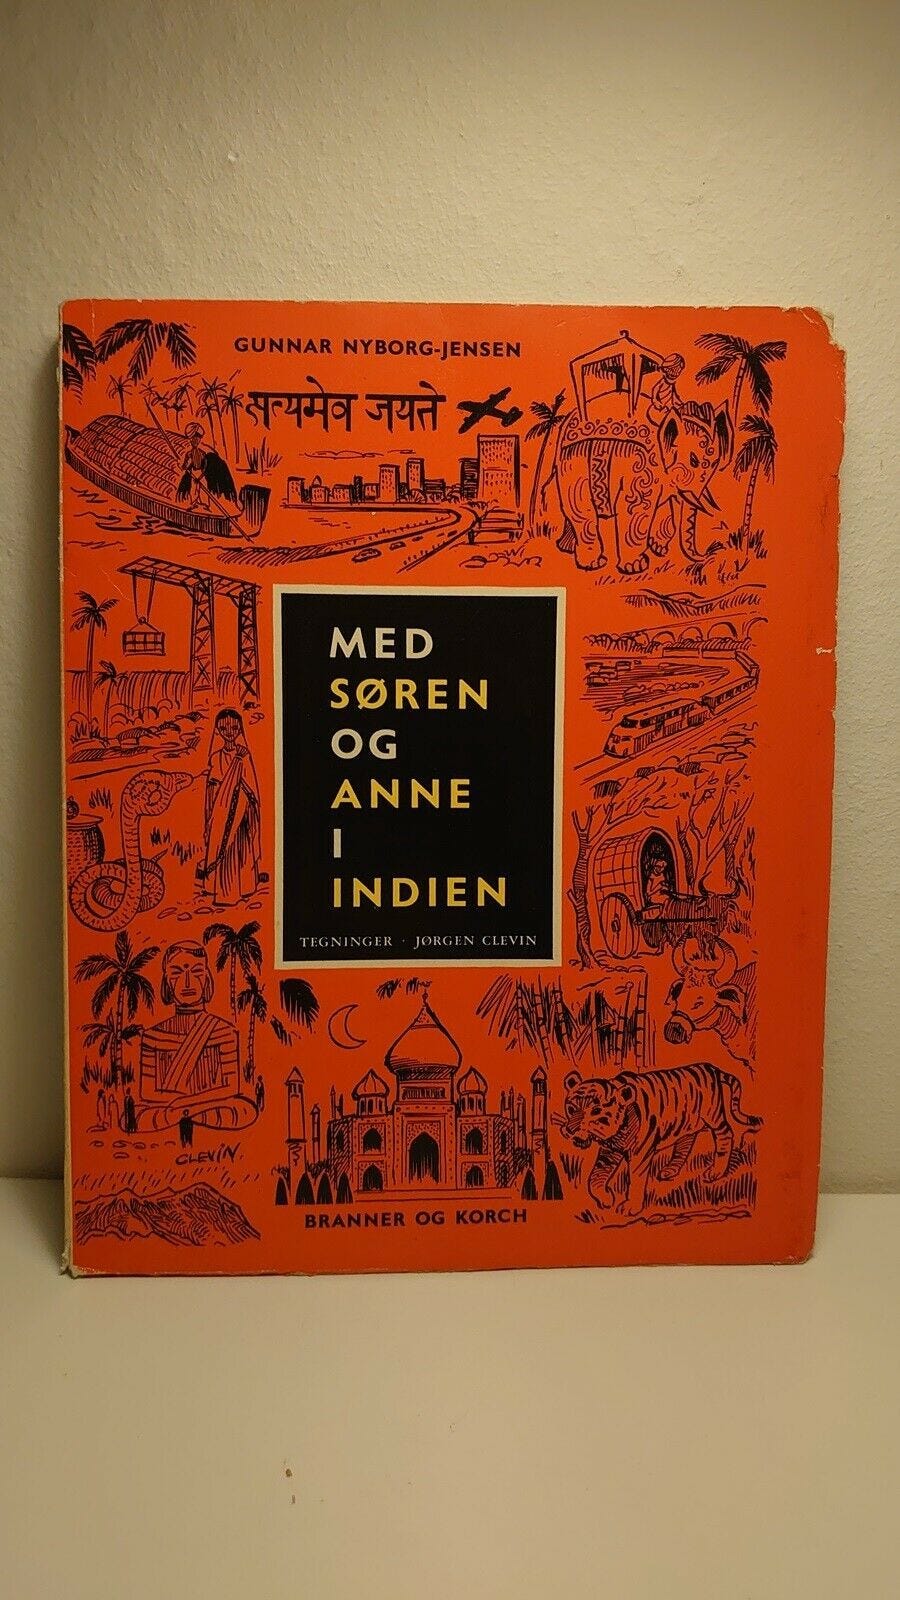 GUNNAR NYBORG-JENSEN
सत्यमेव जयते
MED
SØREN
OG
ANNE
I
INDIEN
TEGNINGER · JØRGEN CLEVIN
CLEVIN.
BRANNER OG KORCH